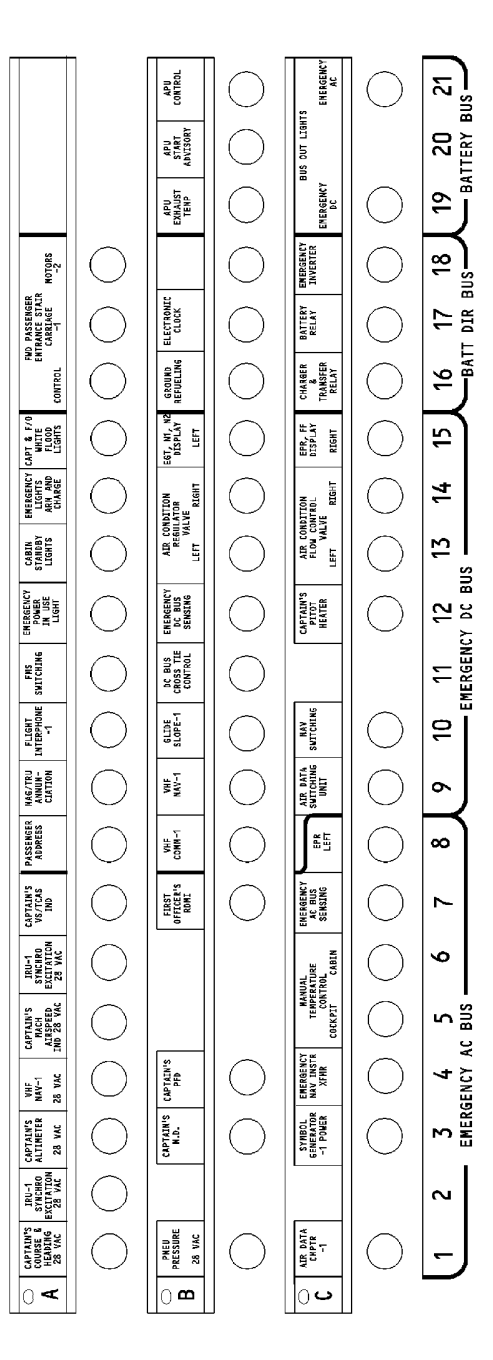 A
CAPTAIN'S
COURSE &
HEADING
28 VAC
IRU-1
SYNCHRO
EXCITATION
28 VAC
CAPTAIN'S
ALTIMETER
28 VAC
VHF
NAV-1
28 VAC
CAPTAIN'S
MACH
AIRSPEED
IND 28 VAC
IRU-1
SYNCHRO
EXCITATION
28 VAC
CAPTAIN'S
VS/TCAS
IND
PASSENGER
ADDRESS
MAG/TRU
ANNUN-
CIATION
FLIGHT
INTERPHONE
-1
FMS
SWITCHING
EMERGENCY
POWER
IN USE
LIGHT
CABIN
STANDBY
LIGHTS
EMERGENCY
LIGHTS
ARM AND
CHARGE
CAPT & F/O
WHITE
FLOOD
LIGHTS
FWD PASSENGER
ENTRANCE STAIR
CARRIAGE
-1
CONTROL
MOTORS
-2
B
PNEU
PRESSURE
28 VAC
CAPTAIN'S
N.D.
CAPTAIN'S
PFD
FIRST
OFFICER'S
RDMI
VHF
COMM-1
VHF
NAV-1
GLIDE
SLOPE-1
DC BUS
CROSS TIE
CONTROL
EMERGENCY
DC BUS
SENSING
AIR CONDITION
REGULATOR
VALVE
LEFT RIGHT
EGT, N1, N2
DISPLAY
LEFT
GROUND
REFUELING
ELECTRONIC
CLOCK
APU
EXHAUST
TEMP
APU
START
ADVISORY
APU
CONTROL
C
AIR DATA
CMPTR
-1
SYMBOL
GENERATOR
-1 POWER
EMERGENCY
NAV INSTR
XFMR
MANUAL
TEMPERATURE
CONTROL
COCKPIT CABIN
EMERGENCY
AC BUS
SENSING
EPR
LEFT
AIR DATA
SWITCHING
UNIT
NAV
SWITCHING
CAPTAIN'S
PITOT
HEATER
AIR CONDITION
FLOW CONTROL
VALVE
LEFT RIGHT
EPR, FF
DISPLAY
RIGHT
CHARGER
&
TRANSFER
RELAY
BATTERY
RELAY
EMERGENCY
INVERTER
BUS OUT LIGHTS
EMERGENCY
DC
EMERGENCY
AC
1 2 3 4 5 6 7 8 9 10 11 12 13 14 15 16 17 18 19 20 21
EMERGENCY AC BUS EMERGENCY DC BUS BATT DIR BUS BATTERY BUS